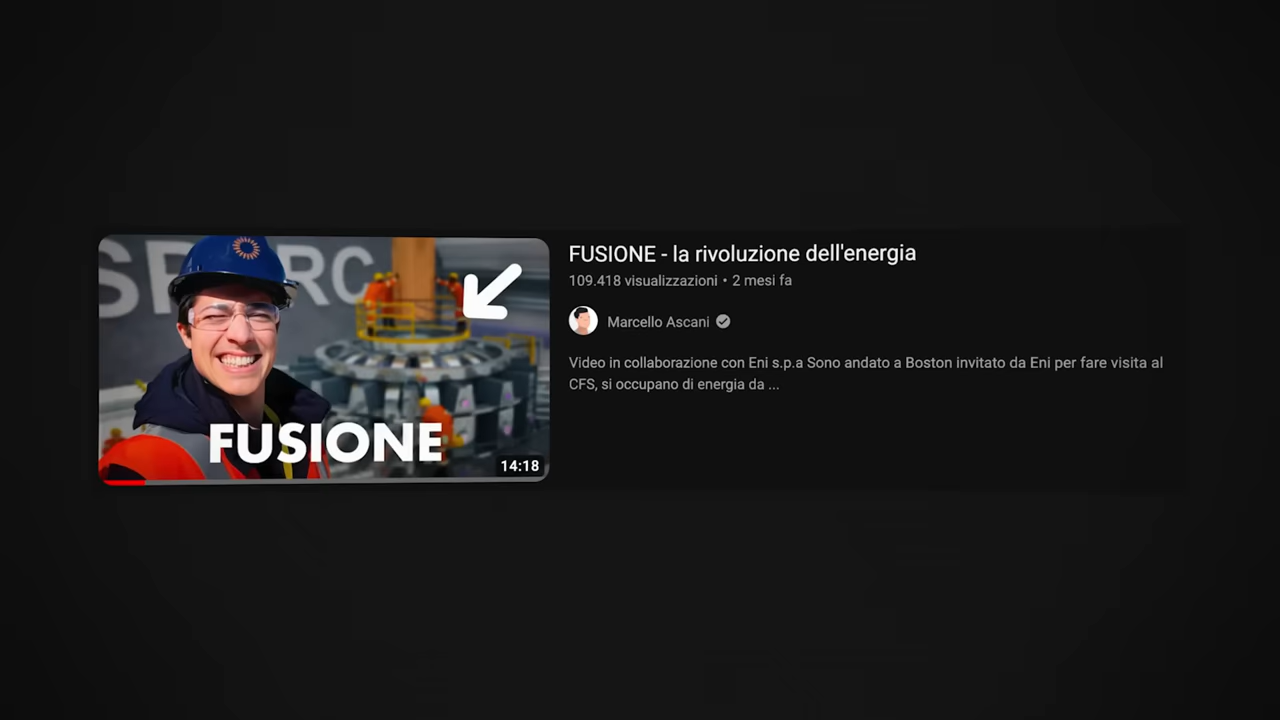 SPARC
FUSIONE
14:18
FUSIONE - la rivoluzione dell'energia
109.418 visualizzazioni • 2 mesi fa
Marcello Ascani
Video in collaborazione con Eni s.p.a Sono andato a Boston invitato da Eni per fare visita al
CFS, si occupano di energia da ...